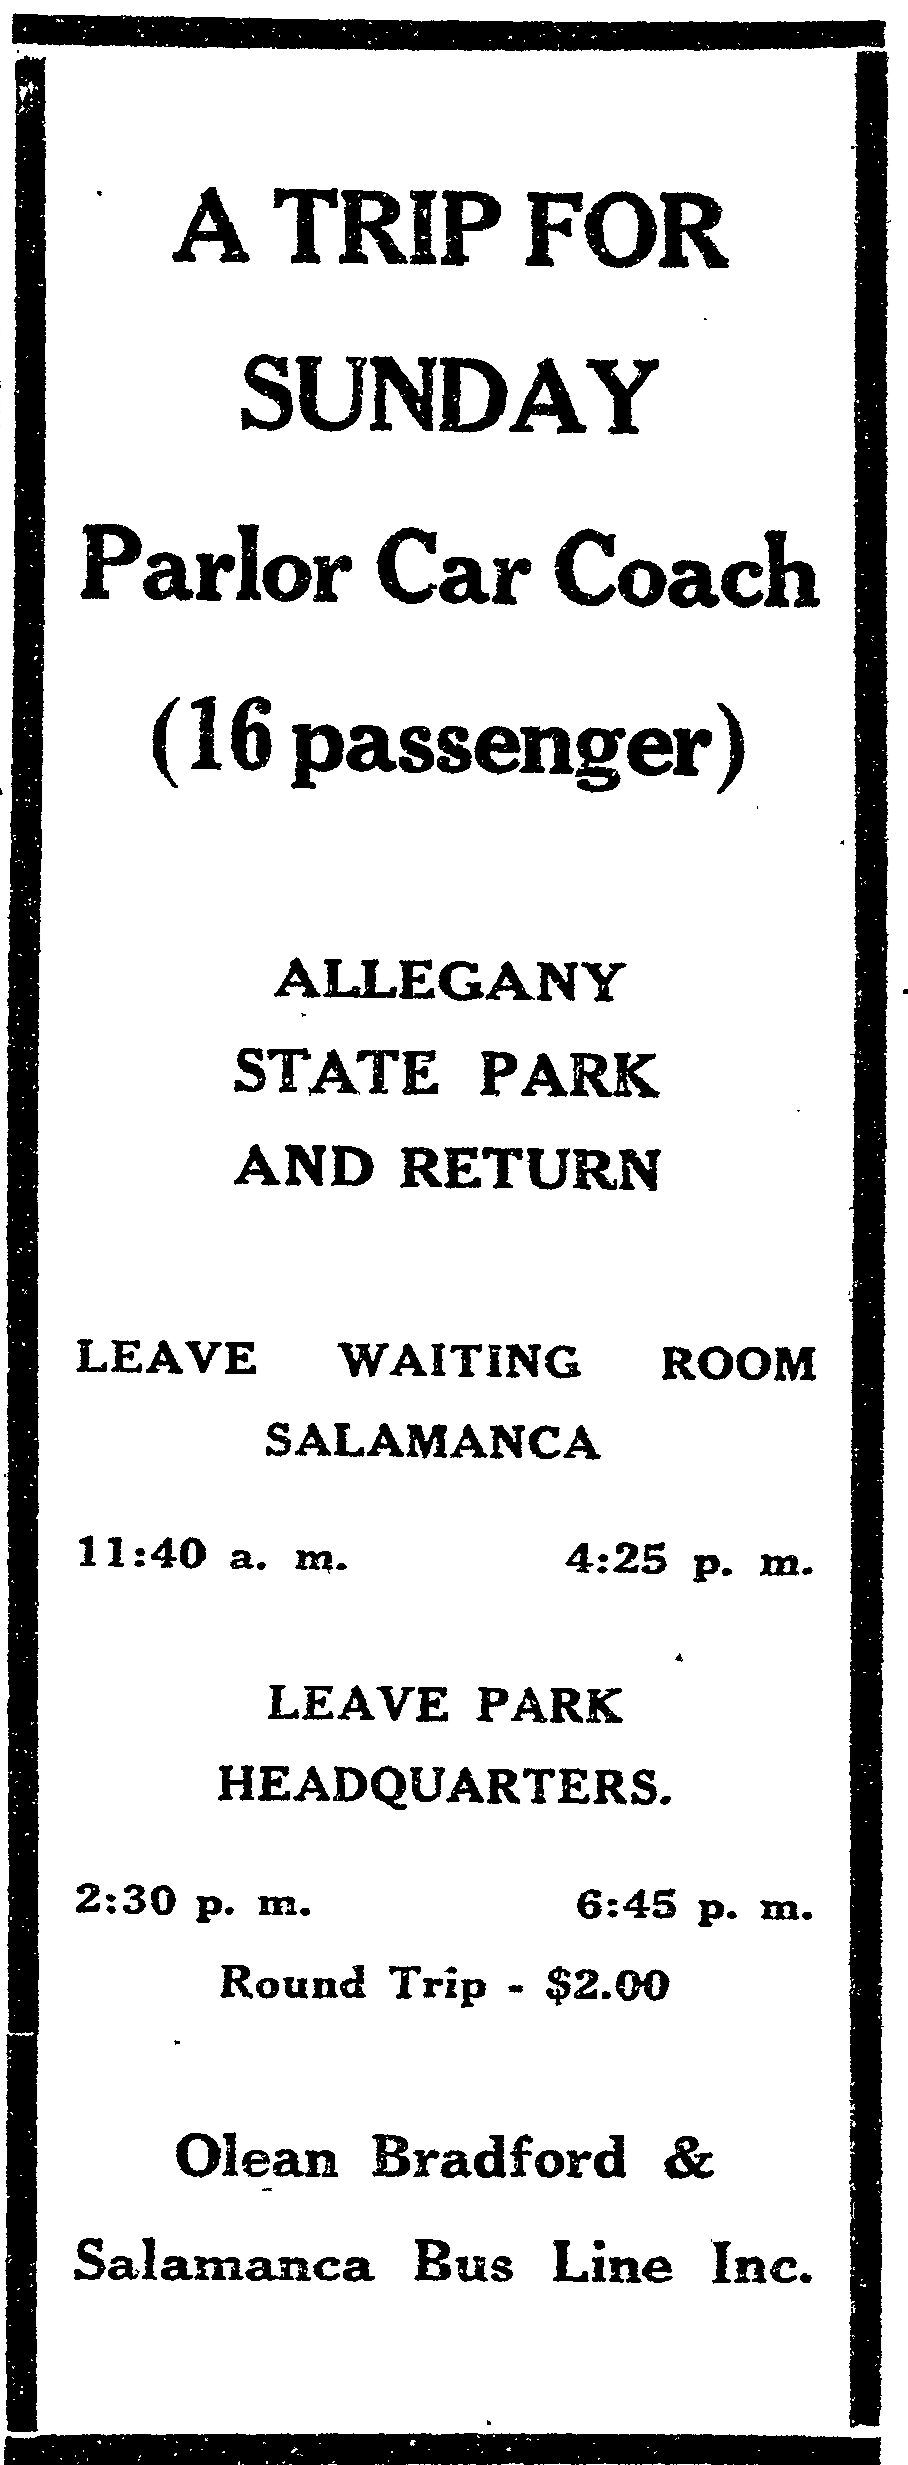 A TRIP FOR
SUNDAY
Parlor Car Coach
(16 passenger)
ALLEGANY
STATE PARK
AND RETURN
LEAVE WAITING ROOM
SALAMANCA
11:40 a. m. 4:25 p. m.
LEAVE PARK
HEADQUARTERS.
2:30 p. m. 6:45 p. m.
Round Trip - $2.00
Olean Bradford &
Salamanca Bus Line Inc.